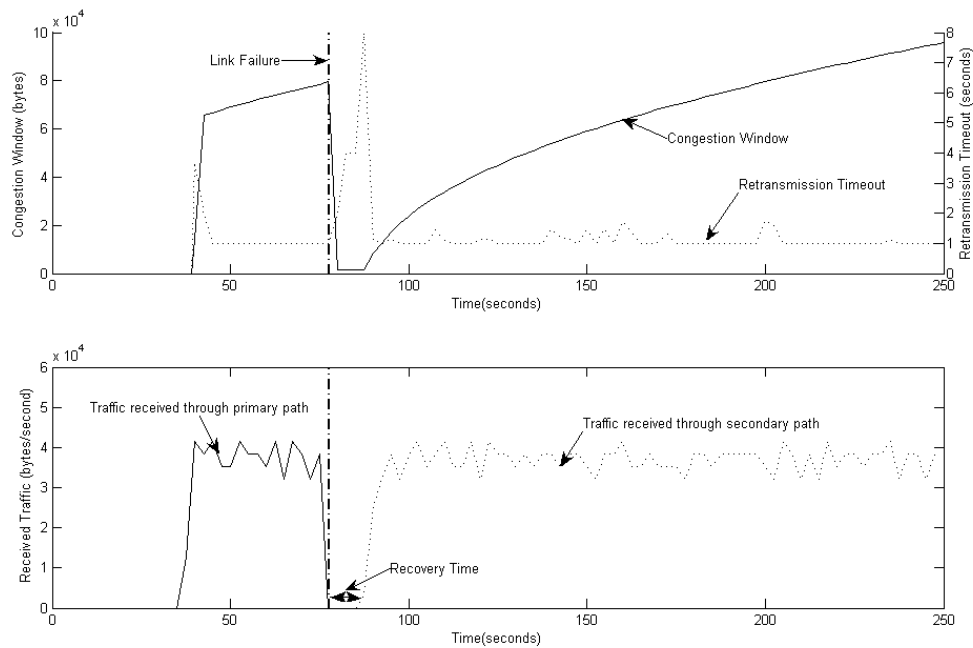 x 10^4
10
8
6
4
2
0
Congestion Window (bytes)
Link Failure
Congestion Window
Retransmission Timeout
8
7
6
5
4
3
2
1
0
Retransmission Timeout (seconds)
0
50
100
150
200
250
Time(seconds)
x 10^4
6
5
4
3
2
1
0
Received Traffic (bytes/second)
Traffic received through primary path
Traffic received through secondary path
Recovery Time
0
50
100
150
200
250
Time(seconds)